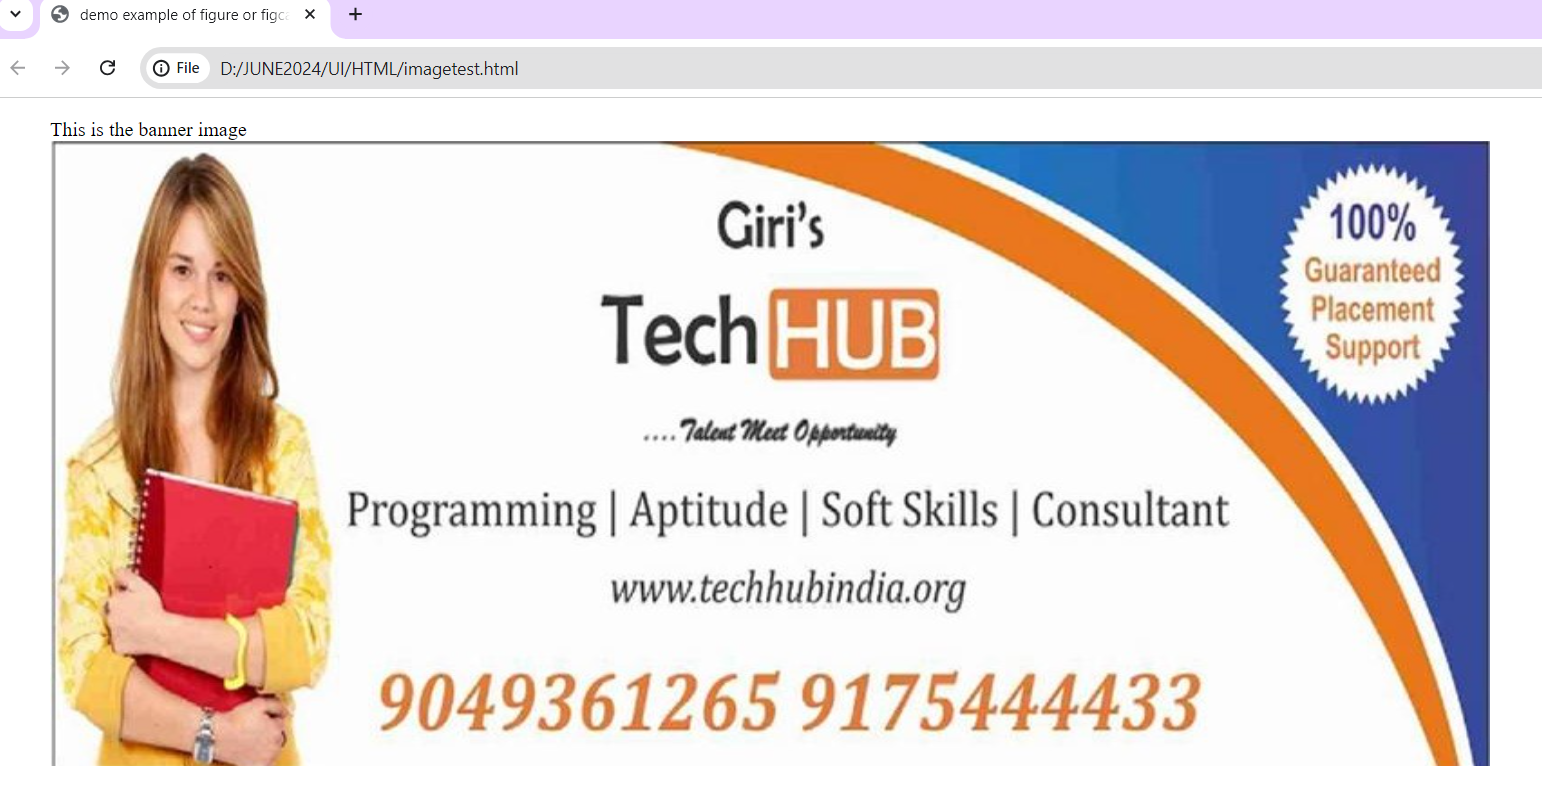 demo example of figure or figca
File D:/JUNE2024/UI/HTML/imagetest.html
This is the banner image
Giri's
Tech HUB
....Talent Meet Opportunity
100%
Guaranteed
Placement
Support
Programming | Aptitude | Soft Skills | Consultant
www.techhubindia.org
9049361265 9175444433